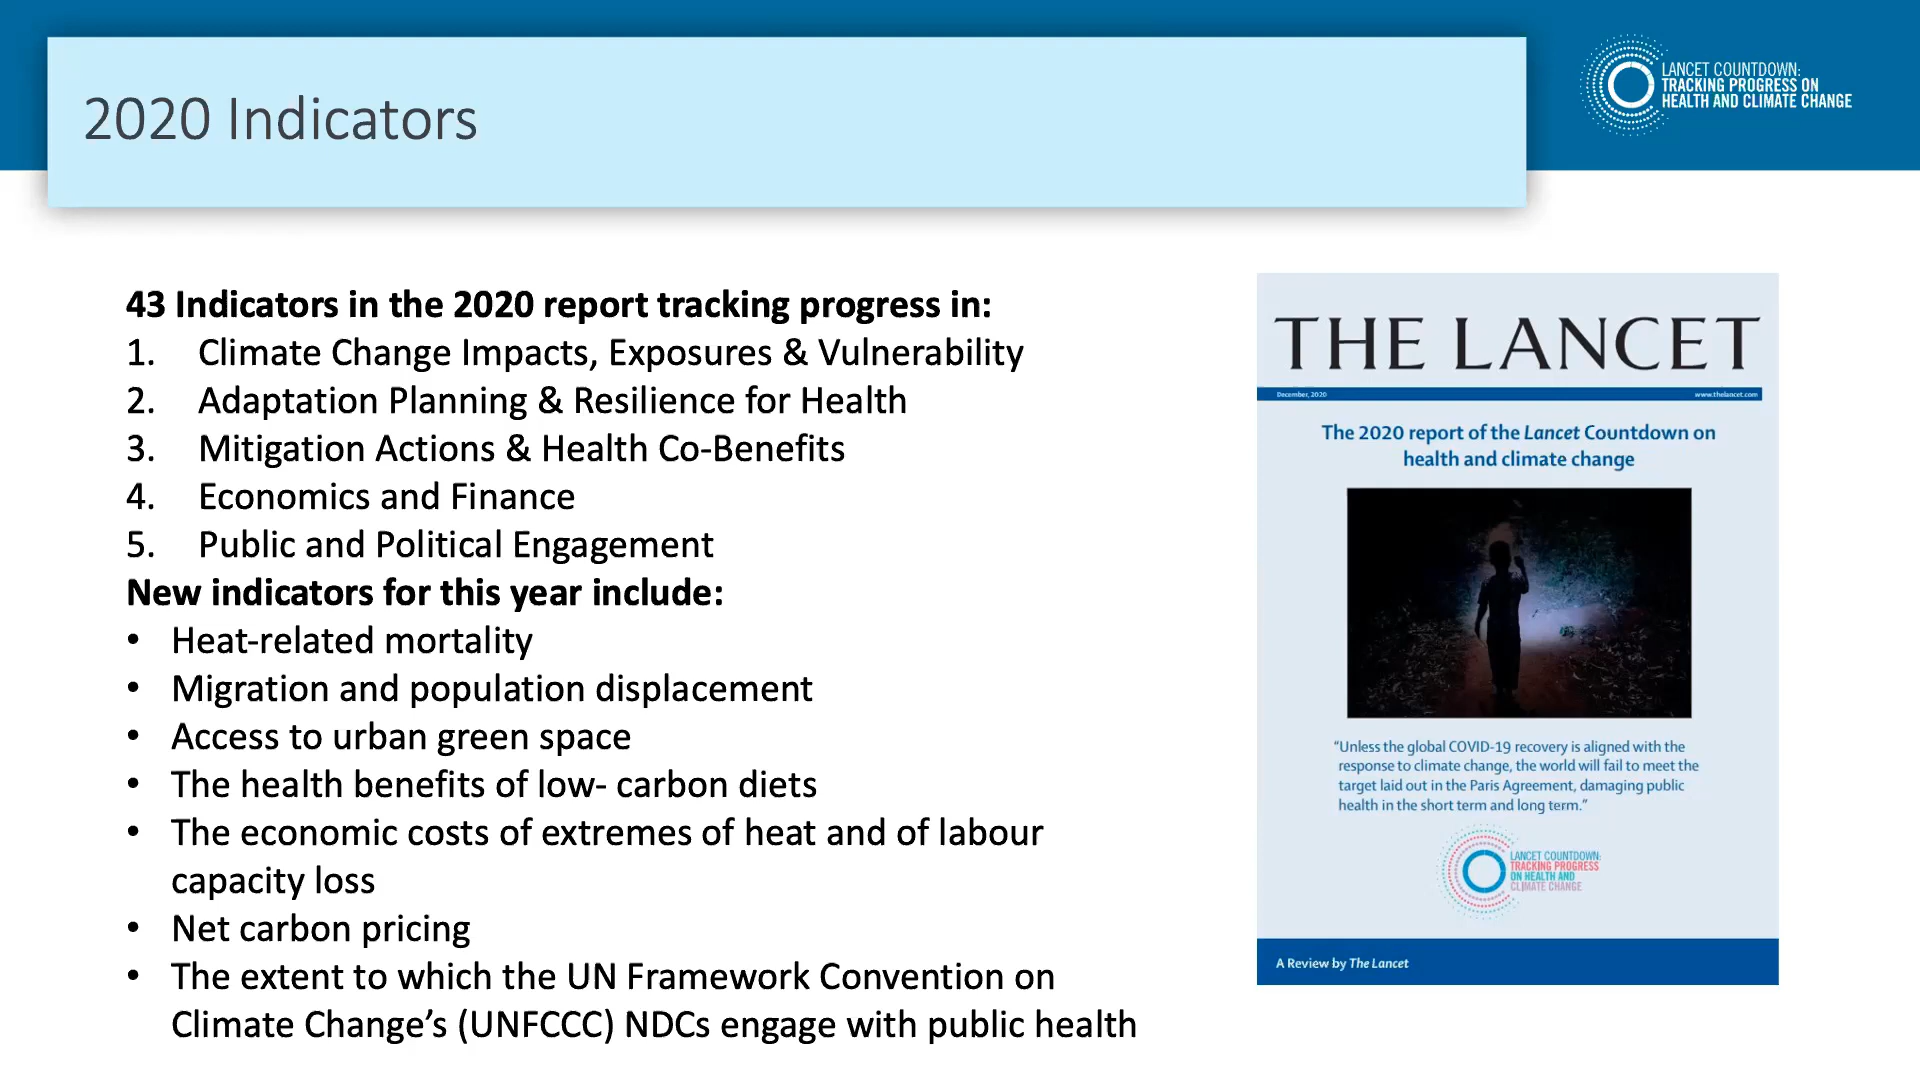 2020 Indicators
LANCET COUNTDOWN:
TRACKING PROGRESS ON
HEALTH AND CLIMATE CHANGE
43 Indicators in the 2020 report tracking progress in:
1. Climate Change Impacts, Exposures & Vulnerability
2. Adaptation Planning & Resilience for Health
3. Mitigation Actions & Health Co-Benefits
4. Economics and Finance
5. Public and Political Engagement
New indicators for this year include:
• Heat-related mortality
• Migration and population displacement
• Access to urban green space
• The health benefits of low- carbon diets
• The economic costs of extremes of heat and of labour
capacity loss
• Net carbon pricing
• The extent to which the UN Framework Convention on
Climate Change’s (UNFCCC) NDCs engage with public health
THE LANCET
December, 2020 www.thelancet.com
The 2020 report of the Lancet Countdown on
health and climate change
“Unless the global COVID-19 recovery is aligned with the
response to climate change, the world will fail to meet the
target laid out in the Paris Agreement, damaging public
health in the short term and long term.”
LANCET COUNTDOWN:
TRACKING PROGRESS
ON HEALTH AND
CLIMATE CHANGE
A Review by The Lancet